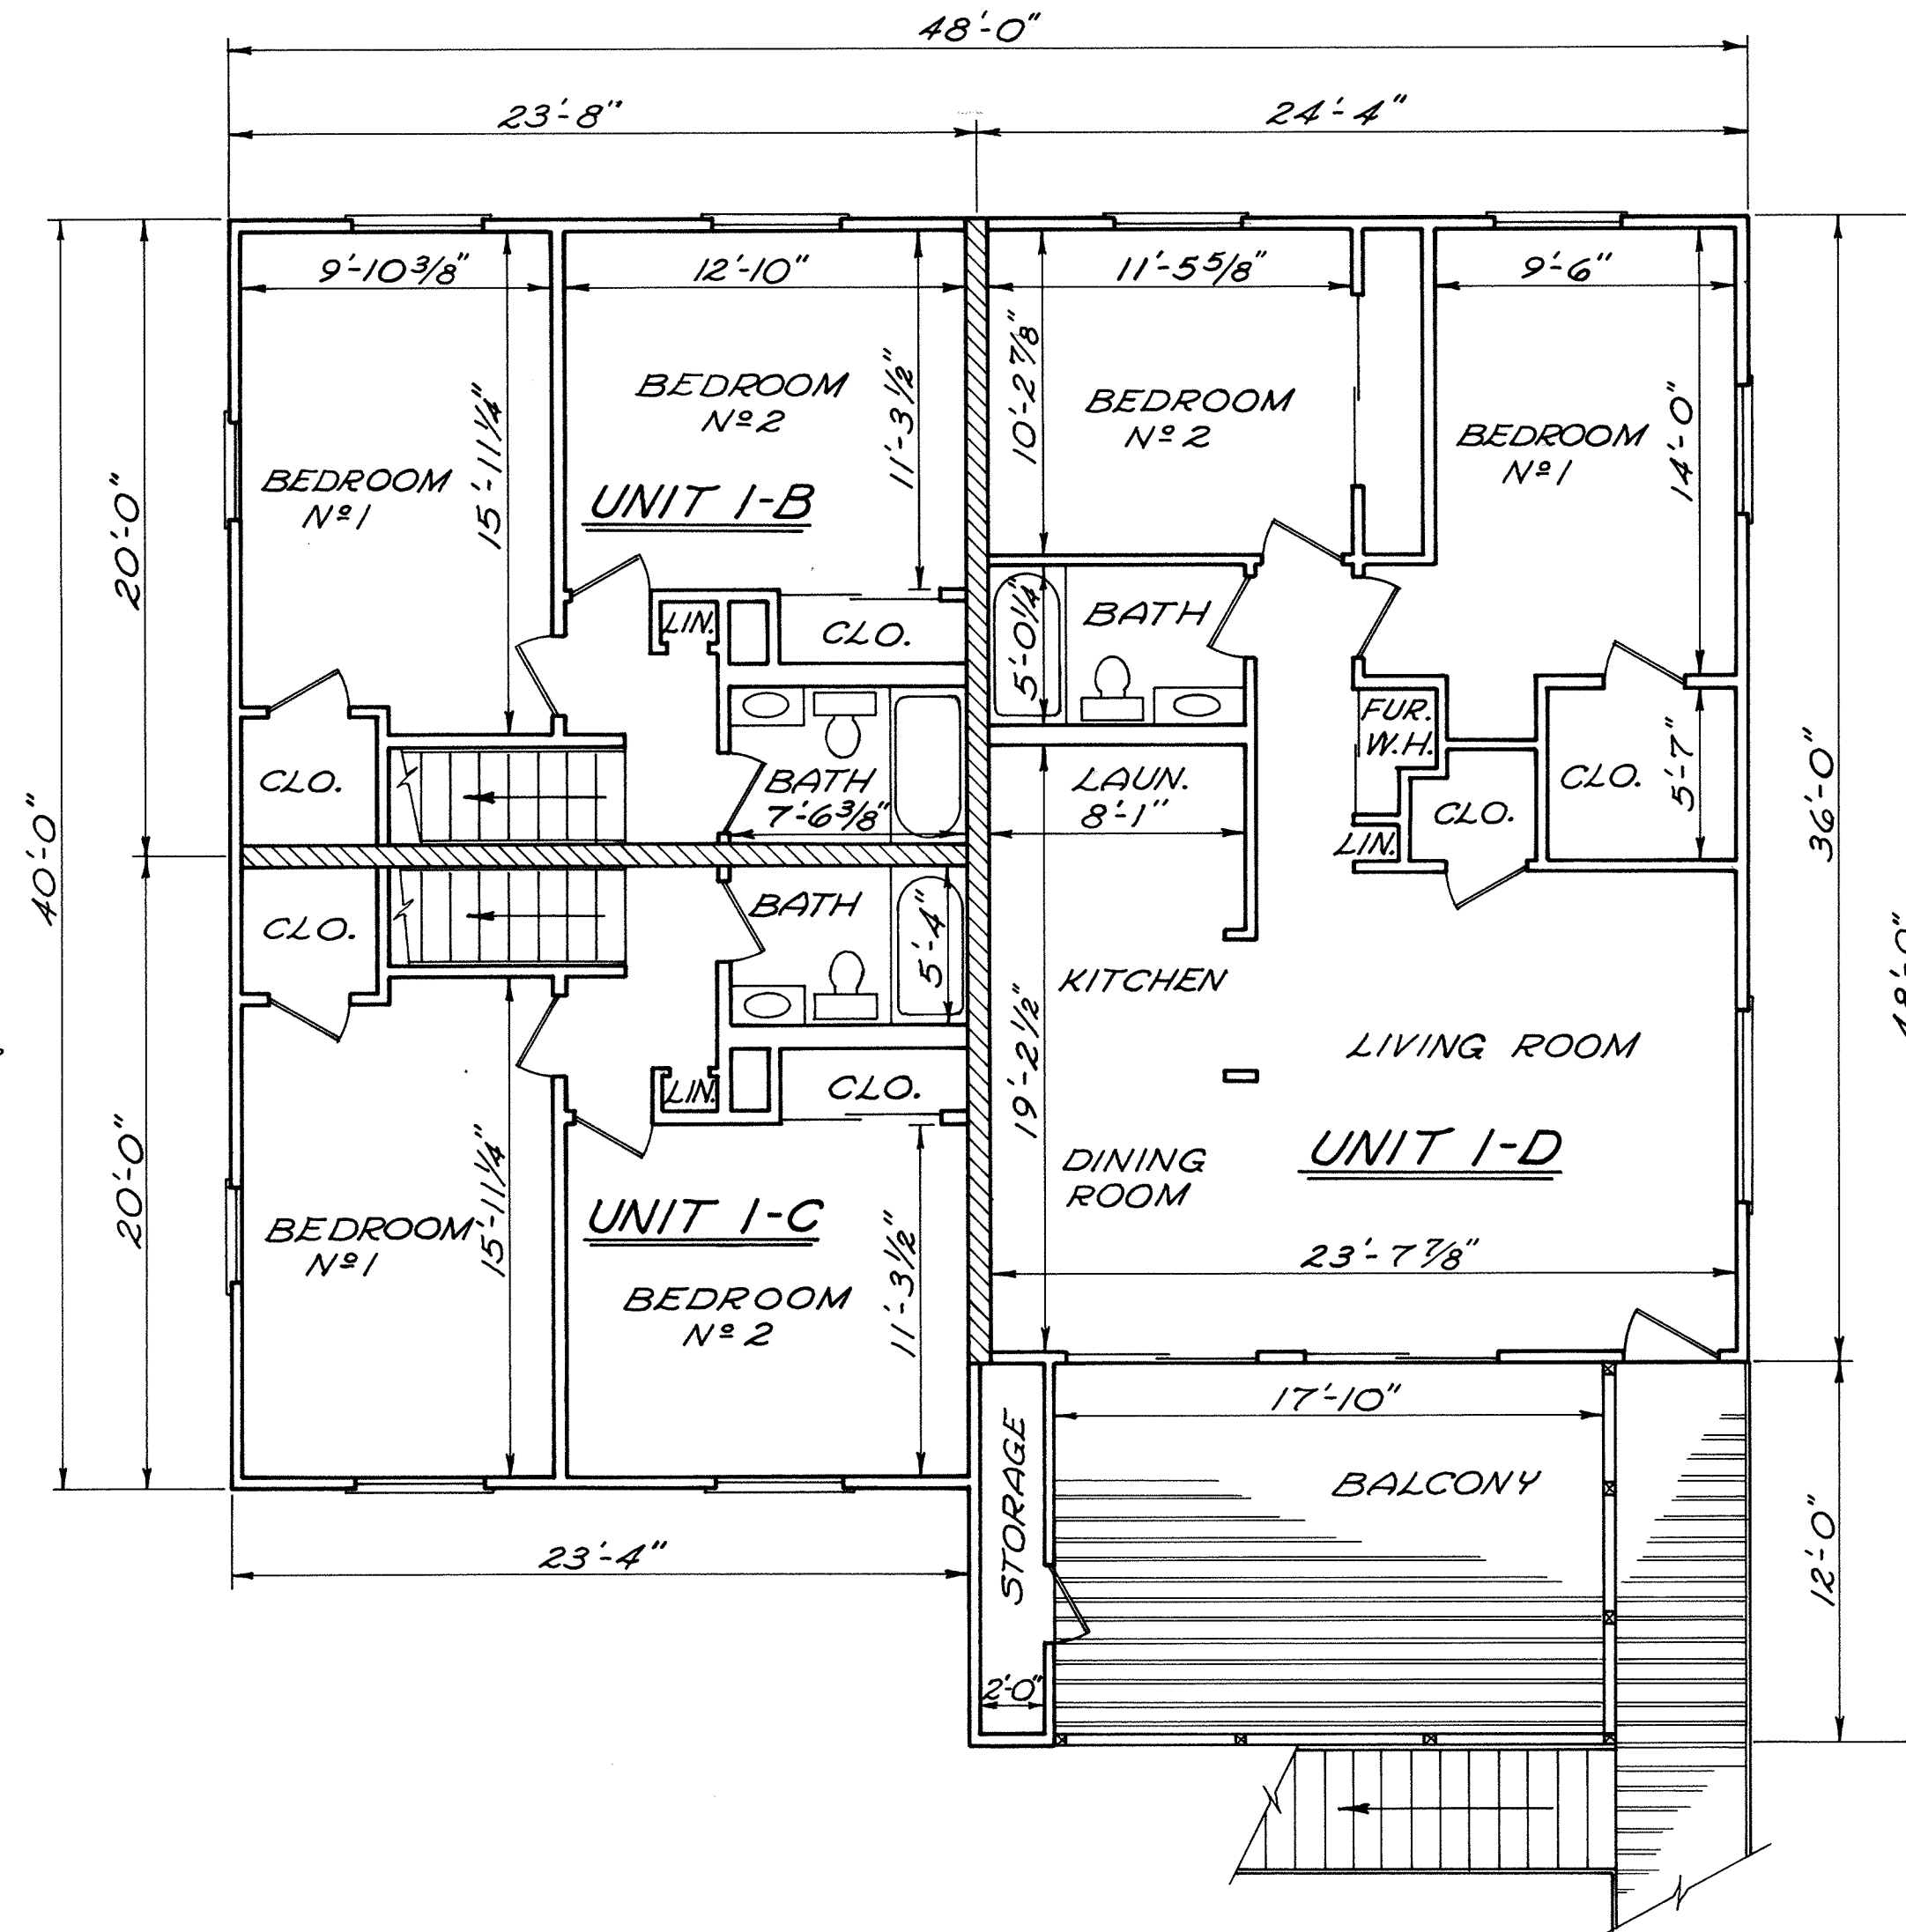 48'-0"
23'-8"
24'-4"
9'-10 3/8"
12'-10"
11'-5 5/8"
9'-6"
15'-11 1/4"
11'-3 1/2"
10'-2 7/8"
14'-0"
BEDROOM
Nº 1
BEDROOM
Nº 2
UNIT 1-B
BEDROOM
Nº 2
BEDROOM
Nº 1
20'-0"
40'-0"
20'-0"
LIN.
CLO.
BATH
5'-0 1/4"
CLO.
BATH
7'-6 3/8"
FUR.
W.H.
LAUN.
8'-1"
CLO.
CLO.
5'-7"
LIN.
36'-0"
48'-0"
CLO.
BATH
5'-4"
KITCHEN
19'-2 1/2"
LIVING ROOM
LIN.
CLO.
DINING
ROOM
UNIT 1-D
23'-7 7/8"
BEDROOM
Nº 1
15'-11 1/4"
UNIT 1-C
BEDROOM
Nº 2
11'-3 1/2"
23'-4"
STORAGE
2'-0"
17'-10"
BALCONY
12'-0"